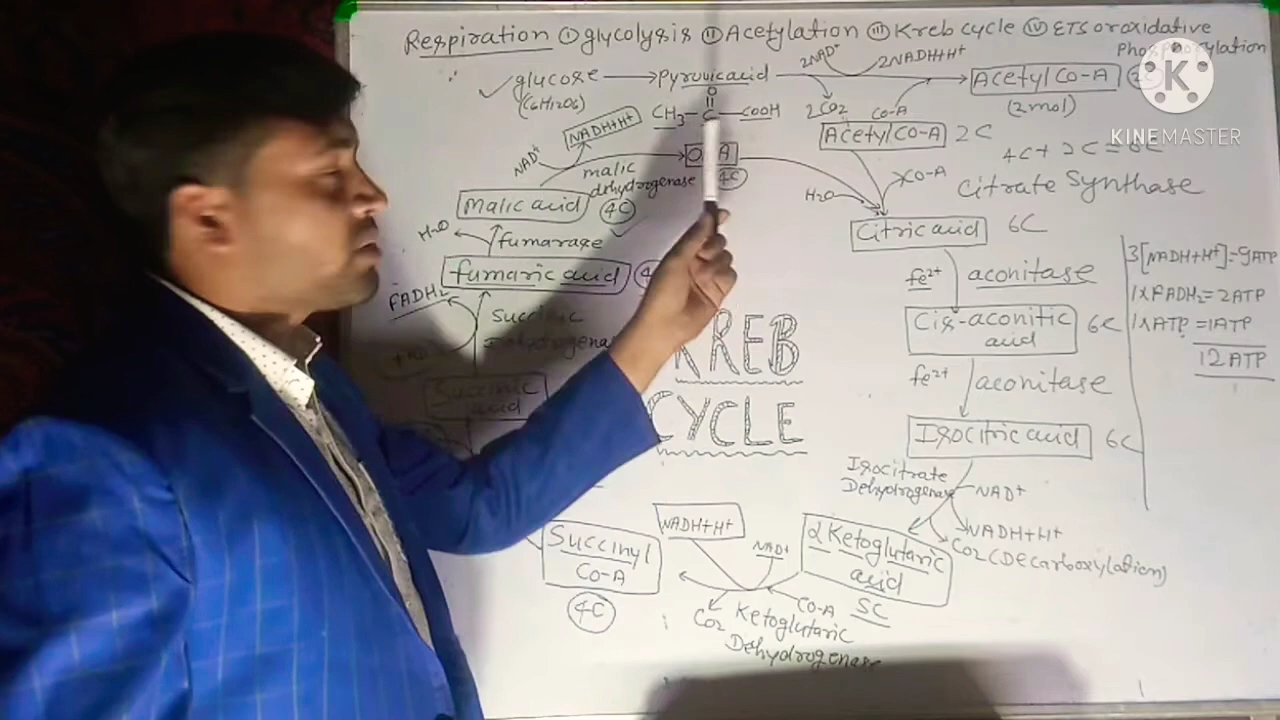 Respiration ① glycolysis ② Acetylation ③ Kreb cycle ④ ETS or oxidative
Phosphorylation
✓ glucose → Pyruvic acid
(C6H12O6)
2NAD+
2NADH+H+
Acetyl CO-A
(2mol)
2CO2
CO-A
O
CH3-C-COOH
Acetyl CO-A 2C
4C + 2C = 6C
K
KINEMASTER
NADH+H+
NAD+
malic
dehydrogenase
4C
H2O
CO-A
Citrate Synthase
Malic acid 4C
Citric acid 6C
H2O
fumarase
fumaric acid
fe2+ aconitase
FADH2
Succinic
Cis-aconitic
acid
6C
Succinic
acid
fe2+ aconitase
KREB
CYCLE
Isocitric acid 6C
3[NADH+H+]=9ATP
1×FADH2=2ATP
1×ATP=1ATP
12ATP
Isocitrate
Dehydrogenase
NAD+
NADH+H+
CO2 (Decarboxylation)
α Ketoglutaric
acid
5C
NADH+H+
NAD+
CO-A
CO2
Ketoglutaric
Dehydrogenase
Succinyl
CO-A
4C